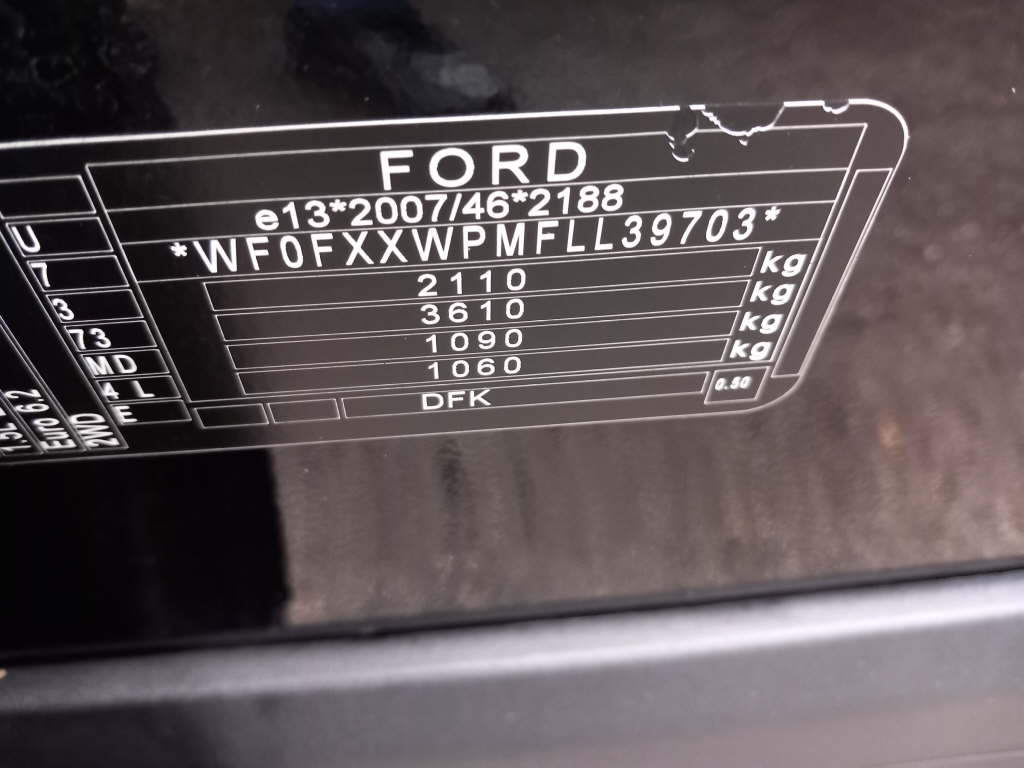 FORD
e13*2007/46*2188
*WF0FXXWPMFLL39703*
2110 kg
3610 kg
1090 kg
1060 kg
DFK 0.50
U
7
3
73
MD
4 L
E